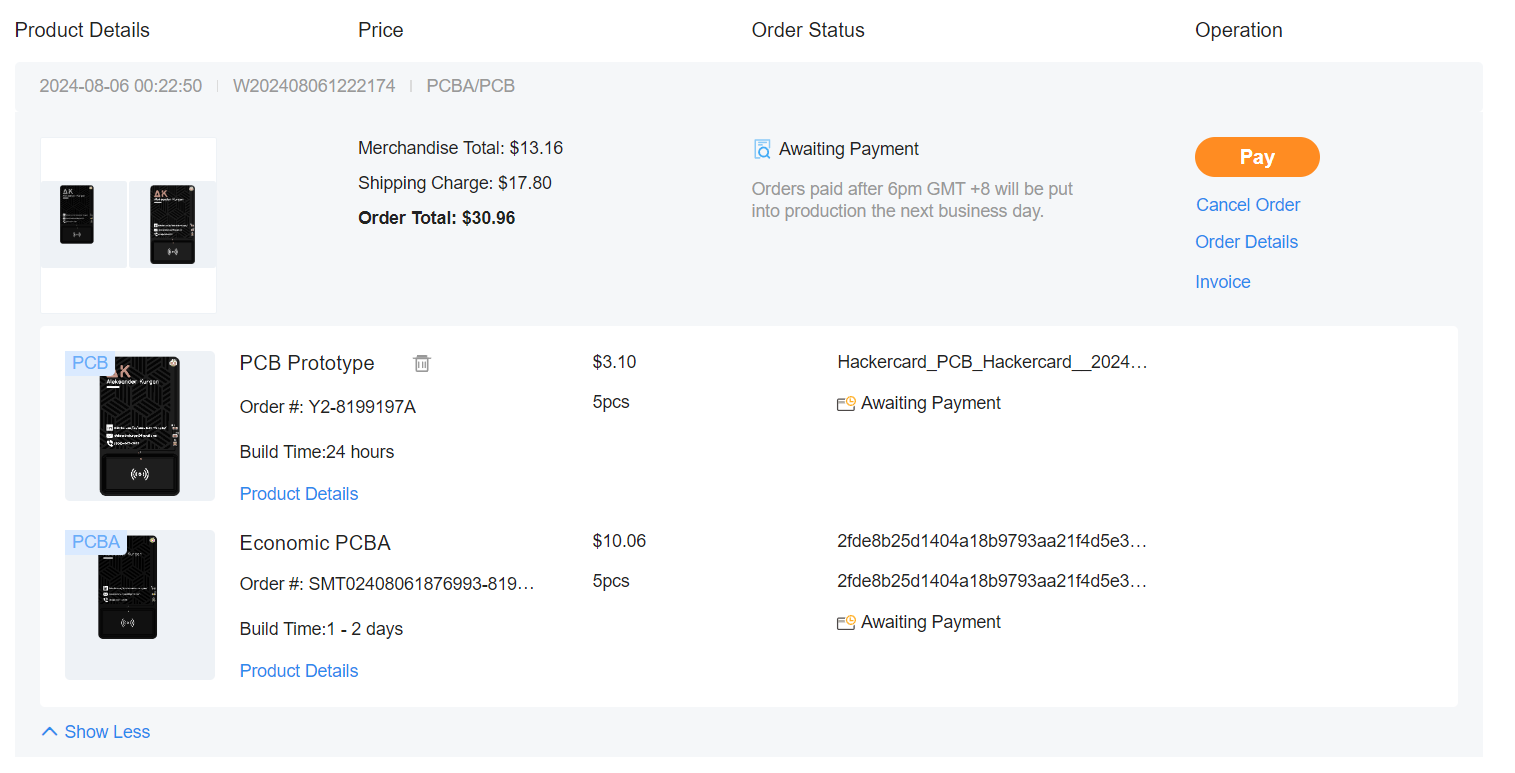 Product Details
Price
Order Status
Operation
2024-08-06 00:22:50
W202408061222174
PCBA/PCB
Merchandise Total: $13.16
Shipping Charge: $17.80
Order Total: $30.96
Awaiting Payment
Orders paid after 6pm GMT +8 will be put
into production the next business day.
Pay
Cancel Order
Order Details
Invoice
AK
PCB
AK
Aleksander Kurgan
PCB Prototype
Order #: Y2-8199197A
Build Time:24 hours
Product Details
$3.10
5pcs
Hackercard_PCB_Hackercard__2024…
Awaiting Payment
PCBA
Economic PCBA
Order #: SMT02408061876993-819…
Build Time:1 - 2 days
Product Details
$10.06
5pcs
2fde8b25d1404a18b9793aa21f4d5e3…
2fde8b25d1404a18b9793aa21f4d5e3…
Awaiting Payment
Show Less